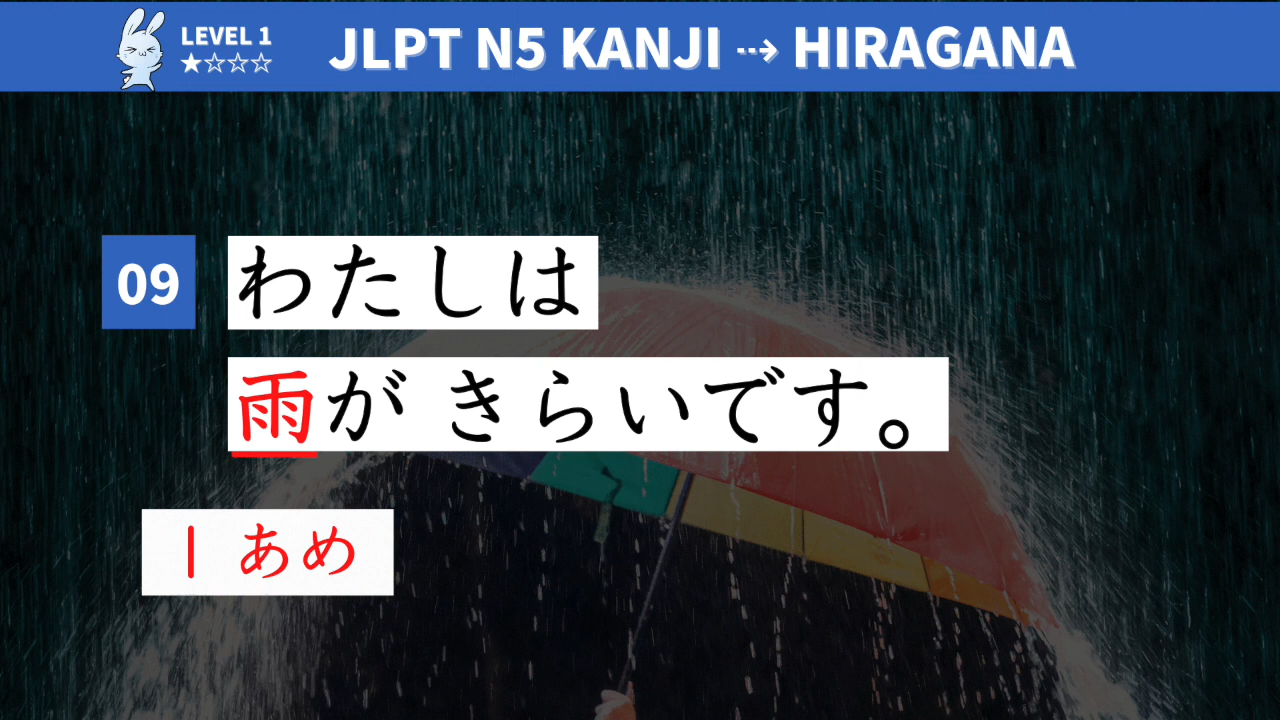 LEVEL 1
★☆☆☆
JLPT N5 KANJI ⇢ HIRAGANA
09
わたしは
雨が きらいです。
1 あめ